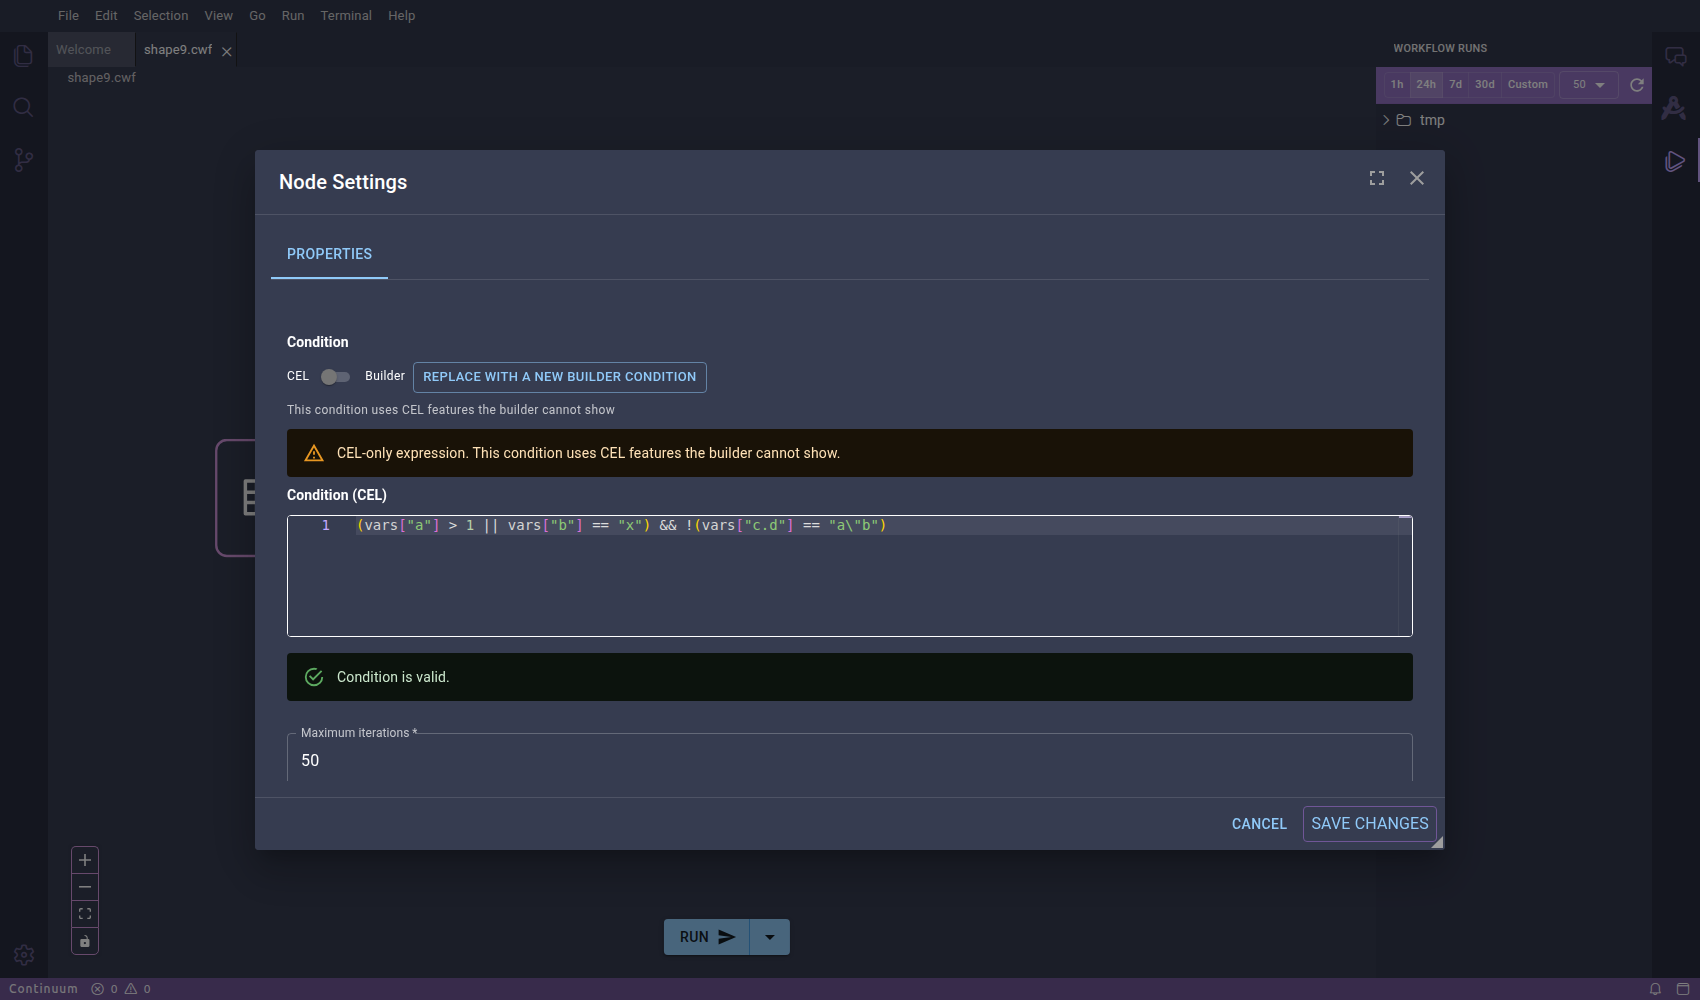 File Edit Selection View Go Run Terminal Help
Welcome shape9.cwf
shape9.cwf
WORKFLOW RUNS
1h 24h 7d 30d Custom 50
tmp
Node Settings
PROPERTIES
Condition
CEL Builder REPLACE WITH A NEW BUILDER CONDITION
This condition uses CEL features the builder cannot show
CEL-only expression. This condition uses CEL features the builder cannot show.
Condition (CEL)
1 (vars["a"] > 1 || vars["b"] == "x") && !(vars["c.d"] == "a\"b")
Condition is valid.
Maximum iterations *
50
CANCEL SAVE CHANGES
RUN
Continuum 0 0